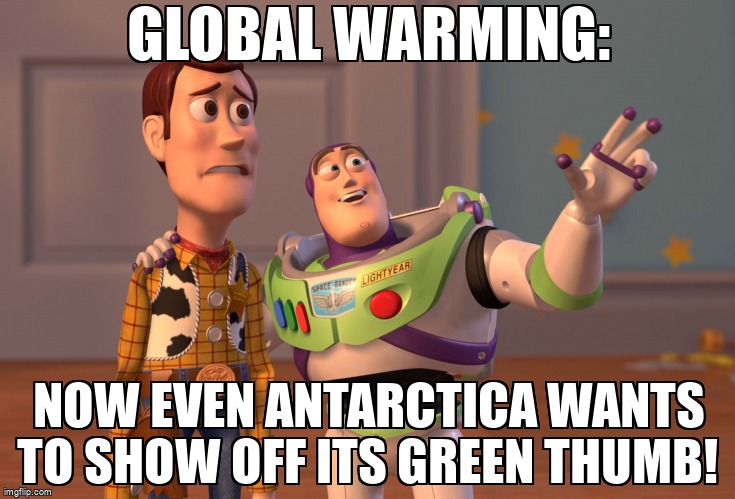 GLOBAL WARMING:
SPACE RANGER
LIGHTYEAR
NOW EVEN ANTARCTICA WANTS
TO SHOW OFF ITS GREEN THUMB!
imgflip.com